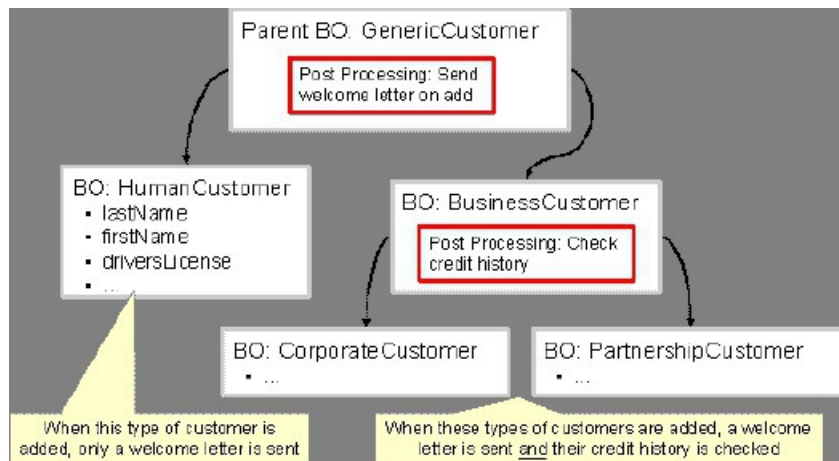 Parent BO: GenericCustomer
Post Processing: Send
welcome letter on add
BO: HumanCustomer
▪ lastName
▪ firstName
▪ driversLicense
▪ ...
BO: BusinessCustomer
Post Processing: Check
credit history
BO: CorporateCustomer
▪ ...
BO: PartnershipCustomer
▪ ...
When this type of customer is
added, only a welcome letter is sent
When these types of customers are added, a welcome
letter is sent and their credit history is checked